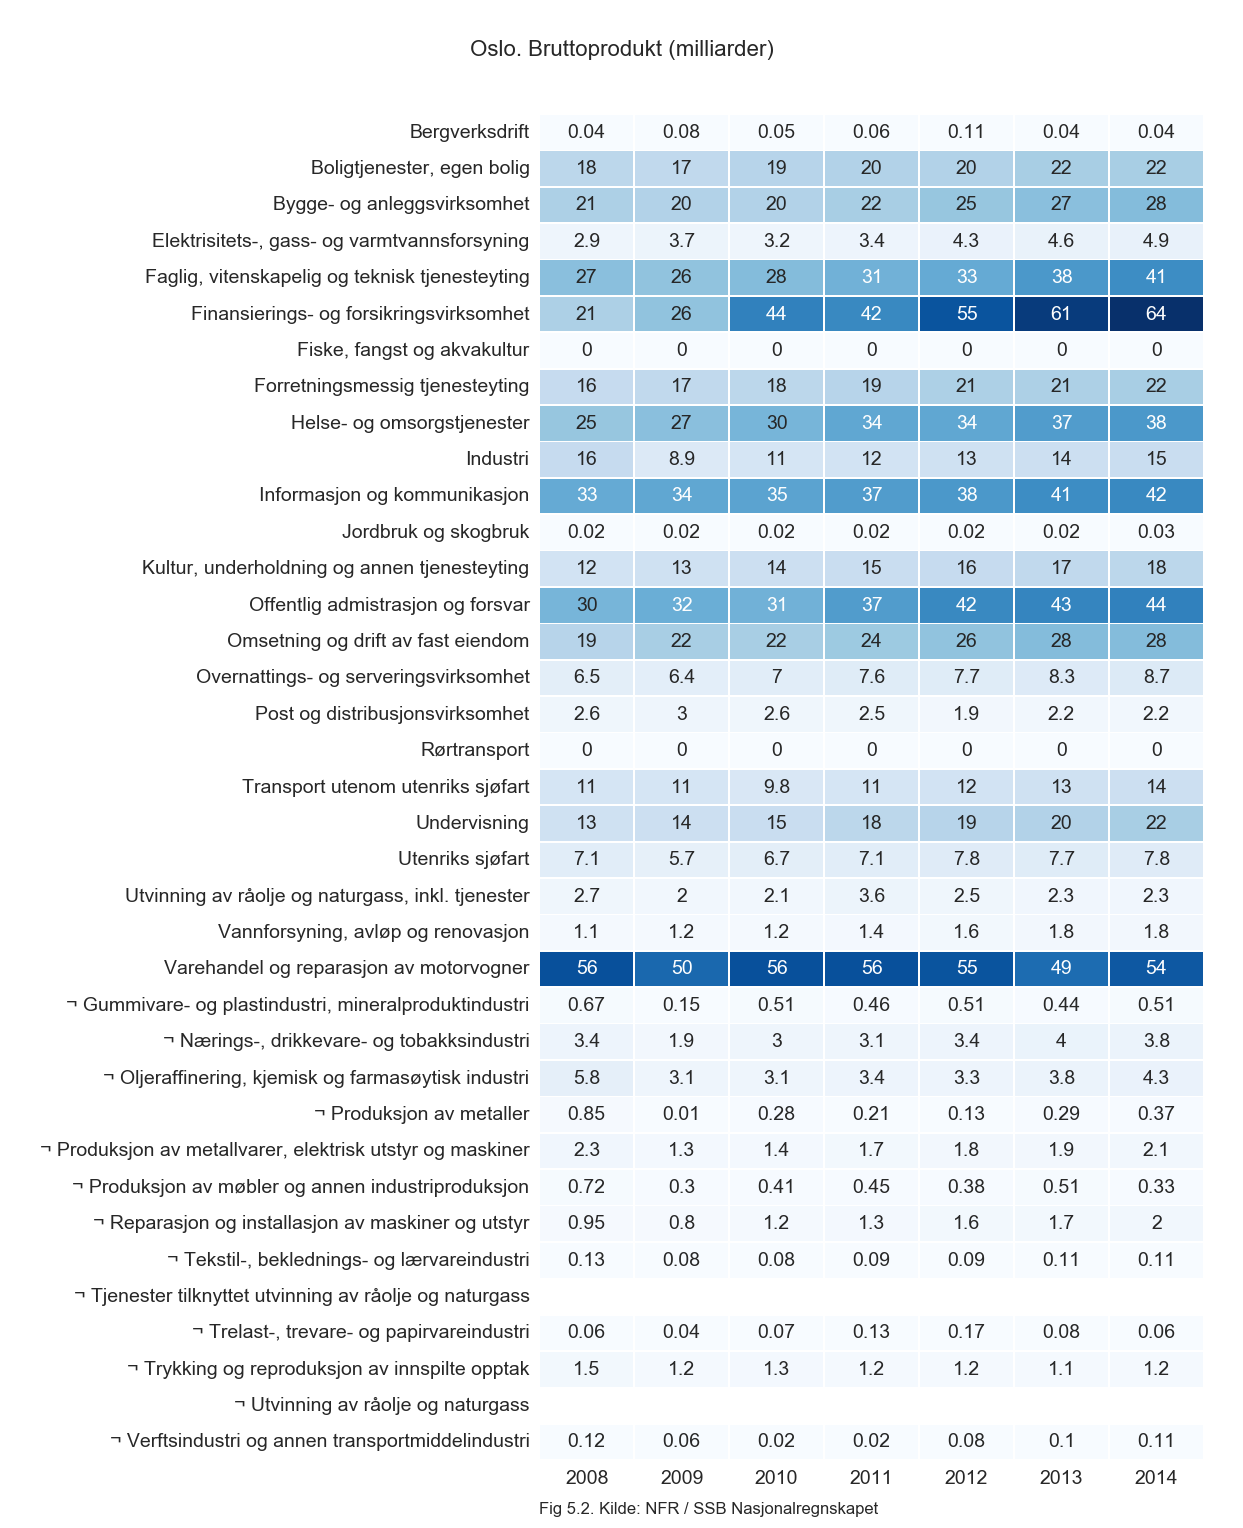 Oslo. Bruttoprodukt (milliarder)
Bergverksdrift 0.04 0.08 0.05 0.06 0.11 0.04 0.04
Boligtjenester, egen bolig 18 17 19 20 20 22 22
Bygge- og anleggsvirksomhet 21 20 20 22 25 27 28
Elektrisitets-, gass- og varmtvannsforsyning 2.9 3.7 3.2 3.4 4.3 4.6 4.9
Faglig, vitenskapelig og teknisk tjenesteyting 27 26 28 31 33 38 41
Finansierings- og forsikringsvirksomhet 21 26 44 42 55 61 64
Fiske, fangst og akvakultur 0 0 0 0 0 0 0
Forretningsmessig tjenesteyting 16 17 18 19 21 21 22
Helse- og omsorgstjenester 25 27 30 34 34 37 38
Industri 16 8.9 11 12 13 14 15
Informasjon og kommunikasjon 33 34 35 37 38 41 42
Jordbruk og skogbruk 0.02 0.02 0.02 0.02 0.02 0.02 0.03
Kultur, underholdning og annen tjenesteyting 12 13 14 15 16 17 18
Offentlig admistrasjon og forsvar 30 32 31 37 42 43 44
Omsetning og drift av fast eiendom 19 22 22 24 26 28 28
Overnattings- og serveringsvirksomhet 6.5 6.4 7 7.6 7.7 8.3 8.7
Post og distribusjonsvirksomhet 2.6 3 2.6 2.5 1.9 2.2 2.2
Rørtransport 0 0 0 0 0 0 0
Transport utenom utenriks sjøfart 11 11 9.8 11 12 13 14
Undervisning 13 14 15 18 19 20 22
Utenriks sjøfart 7.1 5.7 6.7 7.1 7.8 7.7 7.8
Utvinning av råolje og naturgass, inkl. tjenester 2.7 2 2.1 3.6 2.5 2.3 2.3
Vannforsyning, avløp og renovasjon 1.1 1.2 1.2 1.4 1.6 1.8 1.8
Varehandel og reparasjon av motorvogner 56 50 56 56 55 49 54
¬ Gummivare- og plastindustri, mineralproduktindustri 0.67 0.15 0.51 0.46 0.51 0.44 0.51
¬ Nærings-, drikkevare- og tobakksindustri 3.4 1.9 3 3.1 3.4 4 3.8
¬ Oljeraffinering, kjemisk og farmasøytisk industri 5.8 3.1 3.1 3.4 3.3 3.8 4.3
¬ Produksjon av metaller 0.85 0.01 0.28 0.21 0.13 0.29 0.37
¬ Produksjon av metallvarer, elektrisk utstyr og maskiner 2.3 1.3 1.4 1.7 1.8 1.9 2.1
¬ Produksjon av møbler og annen industriproduksjon 0.72 0.3 0.41 0.45 0.38 0.51 0.33
¬ Reparasjon og installasjon av maskiner og utstyr 0.95 0.8 1.2 1.3 1.6 1.7 2
¬ Tekstil-, beklednings- og lærvareindustri 0.13 0.08 0.08 0.09 0.09 0.11 0.11
¬ Tjenester tilknyttet utvinning av råolje og naturgass
¬ Trelast-, trevare- og papirvareindustri 0.06 0.04 0.07 0.13 0.17 0.08 0.06
¬ Trykking og reproduksjon av innspilte opptak 1.5 1.2 1.3 1.2 1.2 1.1 1.2
¬ Utvinning av råolje og naturgass
¬ Verftsindustri og annen transportmiddelindustri 0.12 0.06 0.02 0.02 0.08 0.1 0.11
2008 2009 2010 2011 2012 2013 2014
Fig 5.2. Kilde: NFR / SSB Nasjonalregnskapet